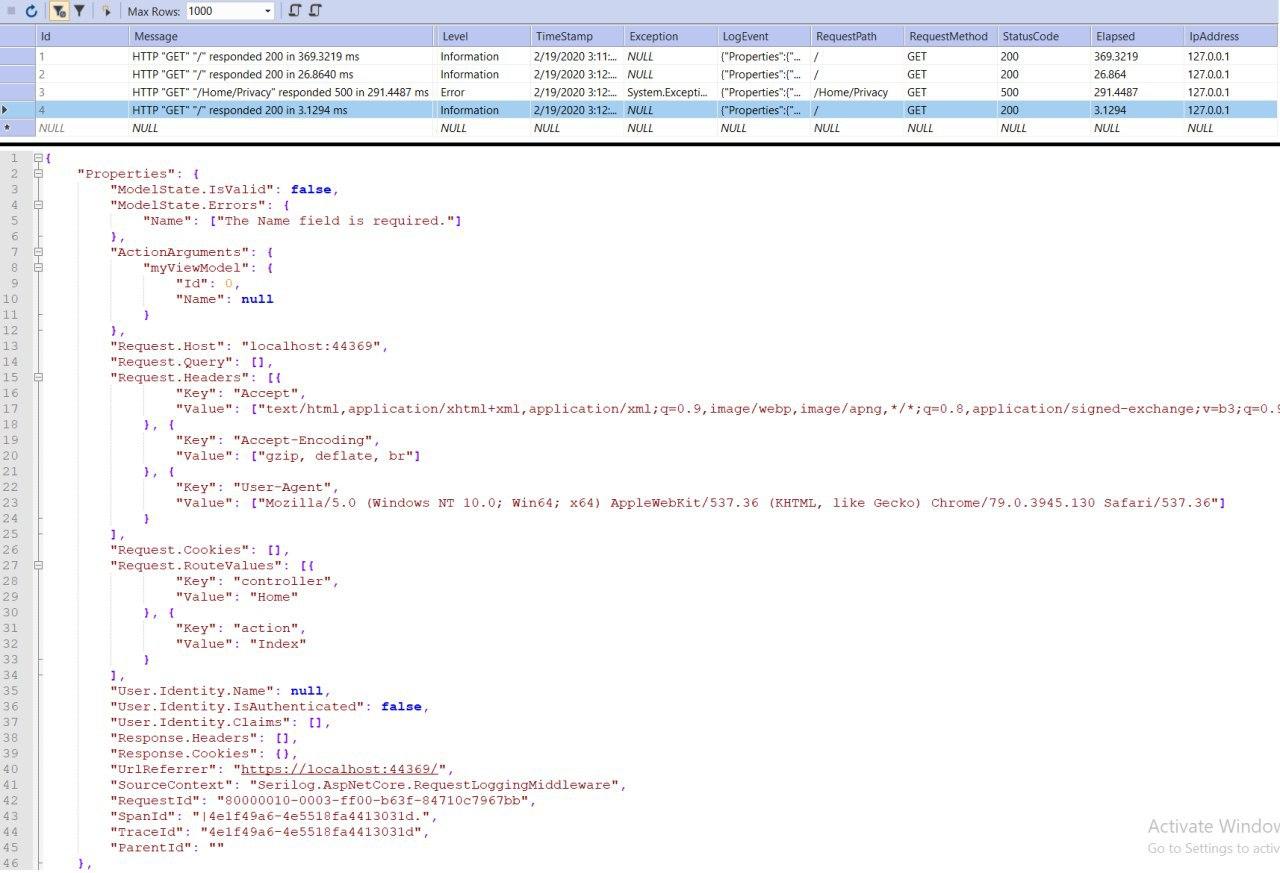 Max Rows: 1000
Id Message Level TimeStamp Exception LogEvent RequestPath RequestMethod StatusCode Elapsed IpAddress
1 HTTP "GET" "/" responded 200 in 369.3219 ms Information 2/19/2020 3:11:... NULL {"Properties":{"... / GET 200 369.3219 127.0.0.1
2 HTTP "GET" "/" responded 200 in 26.8640 ms Information 2/19/2020 3:12:... NULL {"Properties":{"... / GET 200 26.864 127.0.0.1
3 HTTP "GET" "/Home/Privacy" responded 500 in 291.4487 ms Error 2/19/2020 3:12:... System.Excepti... {"Properties":{"... /Home/Privacy GET 500 291.4487 127.0.0.1
4 HTTP "GET" "/" responded 200 in 3.1294 ms Information 2/19/2020 3:12:... NULL {"Properties":{"... / GET 200 3.1294 127.0.0.1
NULL NULL NULL NULL NULL NULL NULL NULL NULL NULL NULL
1 {
2 "Properties": {
3 "ModelState.IsValid": false,
4 "ModelState.Errors": {
5 "Name": ["The Name field is required."]
6 },
7 "ActionArguments": {
8 "myViewModel": {
9 "Id": 0,
10 "Name": null
11 }
12 },
13 "Request.Host": "localhost:44369",
14 "Request.Query": [],
15 "Request.Headers": [{
16 "Key": "Accept",
17 "Value": ["text/html,application/xhtml+xml,application/xml;q=0.9,image/webp,image/apng,*/*;q=0.8,application/signed-exchange;v=b3;q=0.9
18 }, {
19 "Key": "Accept-Encoding",
20 "Value": ["gzip, deflate, br"]
21 }, {
22 "Key": "User-Agent",
23 "Value": ["Mozilla/5.0 (Windows NT 10.0; Win64; x64) AppleWebKit/537.36 (KHTML, like Gecko) Chrome/79.0.3945.130 Safari/537.36"]
24 }
25 ],
26 "Request.Cookies": [],
27 "Request.RouteValues": [{
28 "Key": "controller",
29 "Value": "Home"
30 }, {
31 "Key": "action",
32 "Value": "Index"
33 }
34 ],
35 "User.Identity.Name": null,
36 "User.Identity.IsAuthenticated": false,
37 "User.Identity.Claims": [],
38 "Response.Headers": [],
39 "Response.Cookies": {},
40 "UrlReferrer": "https://localhost:44369/",
41 "SourceContext": "Serilog.AspNetCore.RequestLoggingMiddleware",
42 "RequestId": "80000010-0003-ff00-b63f-84710c7967bb",
43 "SpanId": "|4e1f49a6-4e5518fa4413031d.",
44 "TraceId": "4e1f49a6-4e5518fa4413031d",
45 "ParentId": ""
46 },
Activate Window
Go to Settings to activ